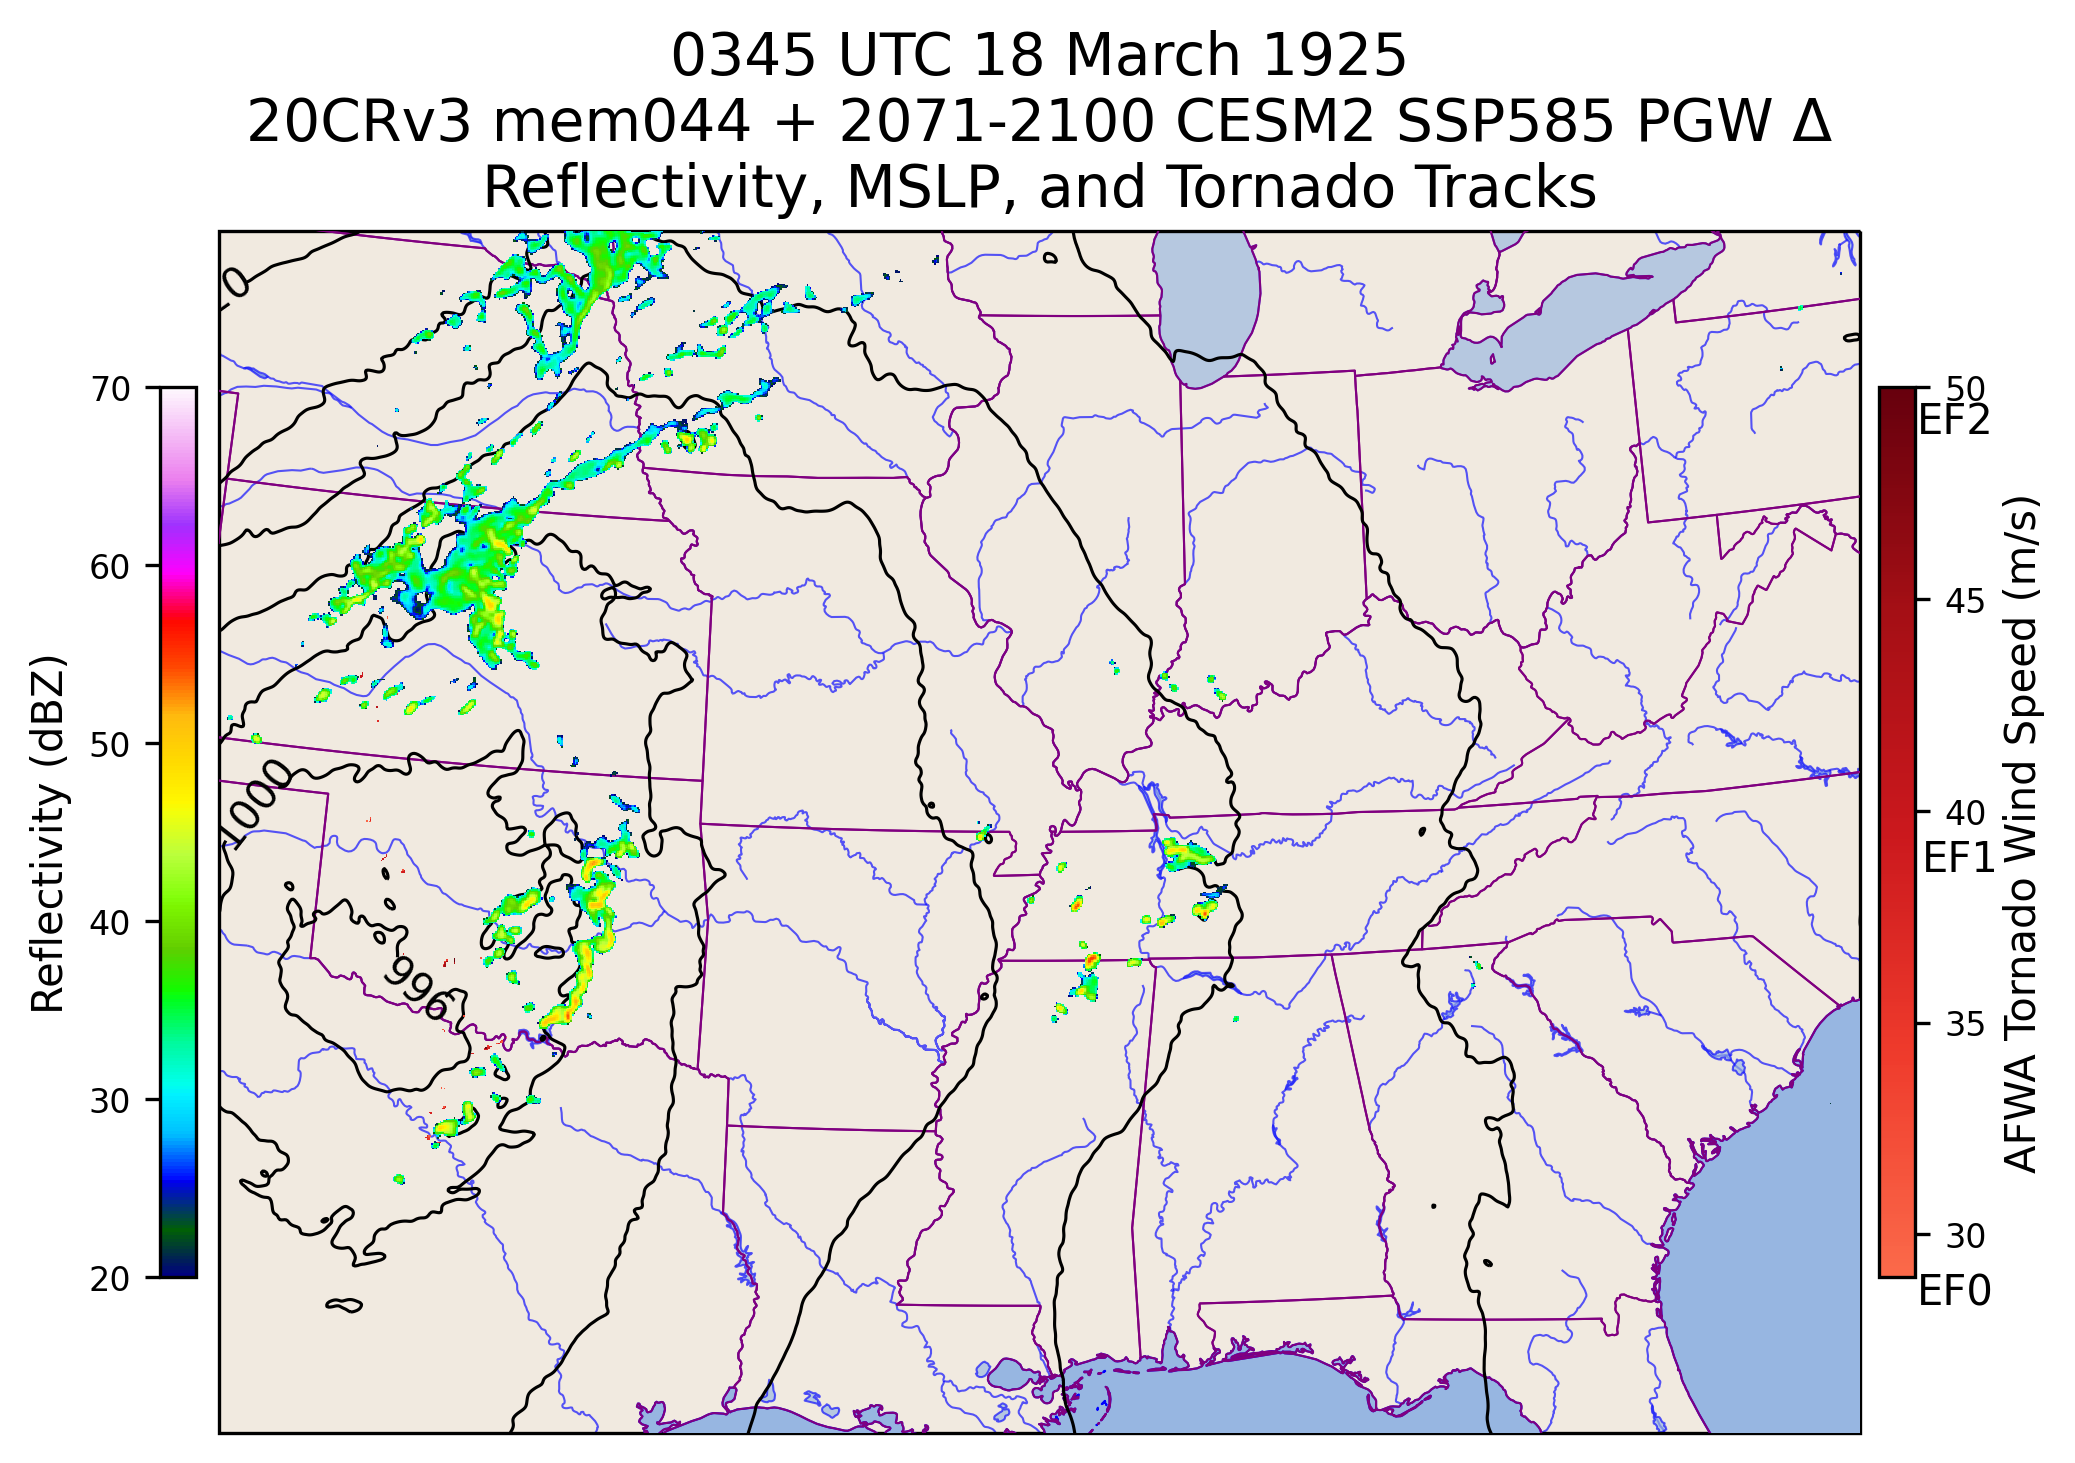 0345 UTC 18 March 1925
20CRv3 mem044 + 2071-2100 CESM2 SSP585 PGW Δ
Reflectivity, MSLP, and Tornado Tracks
Reflectivity (dBZ)
70
60
50
40
30
20
1000
996
50
EF2
45
40
EF1
35
30
EF0
AFWA Tornado Wind Speed (m/s)